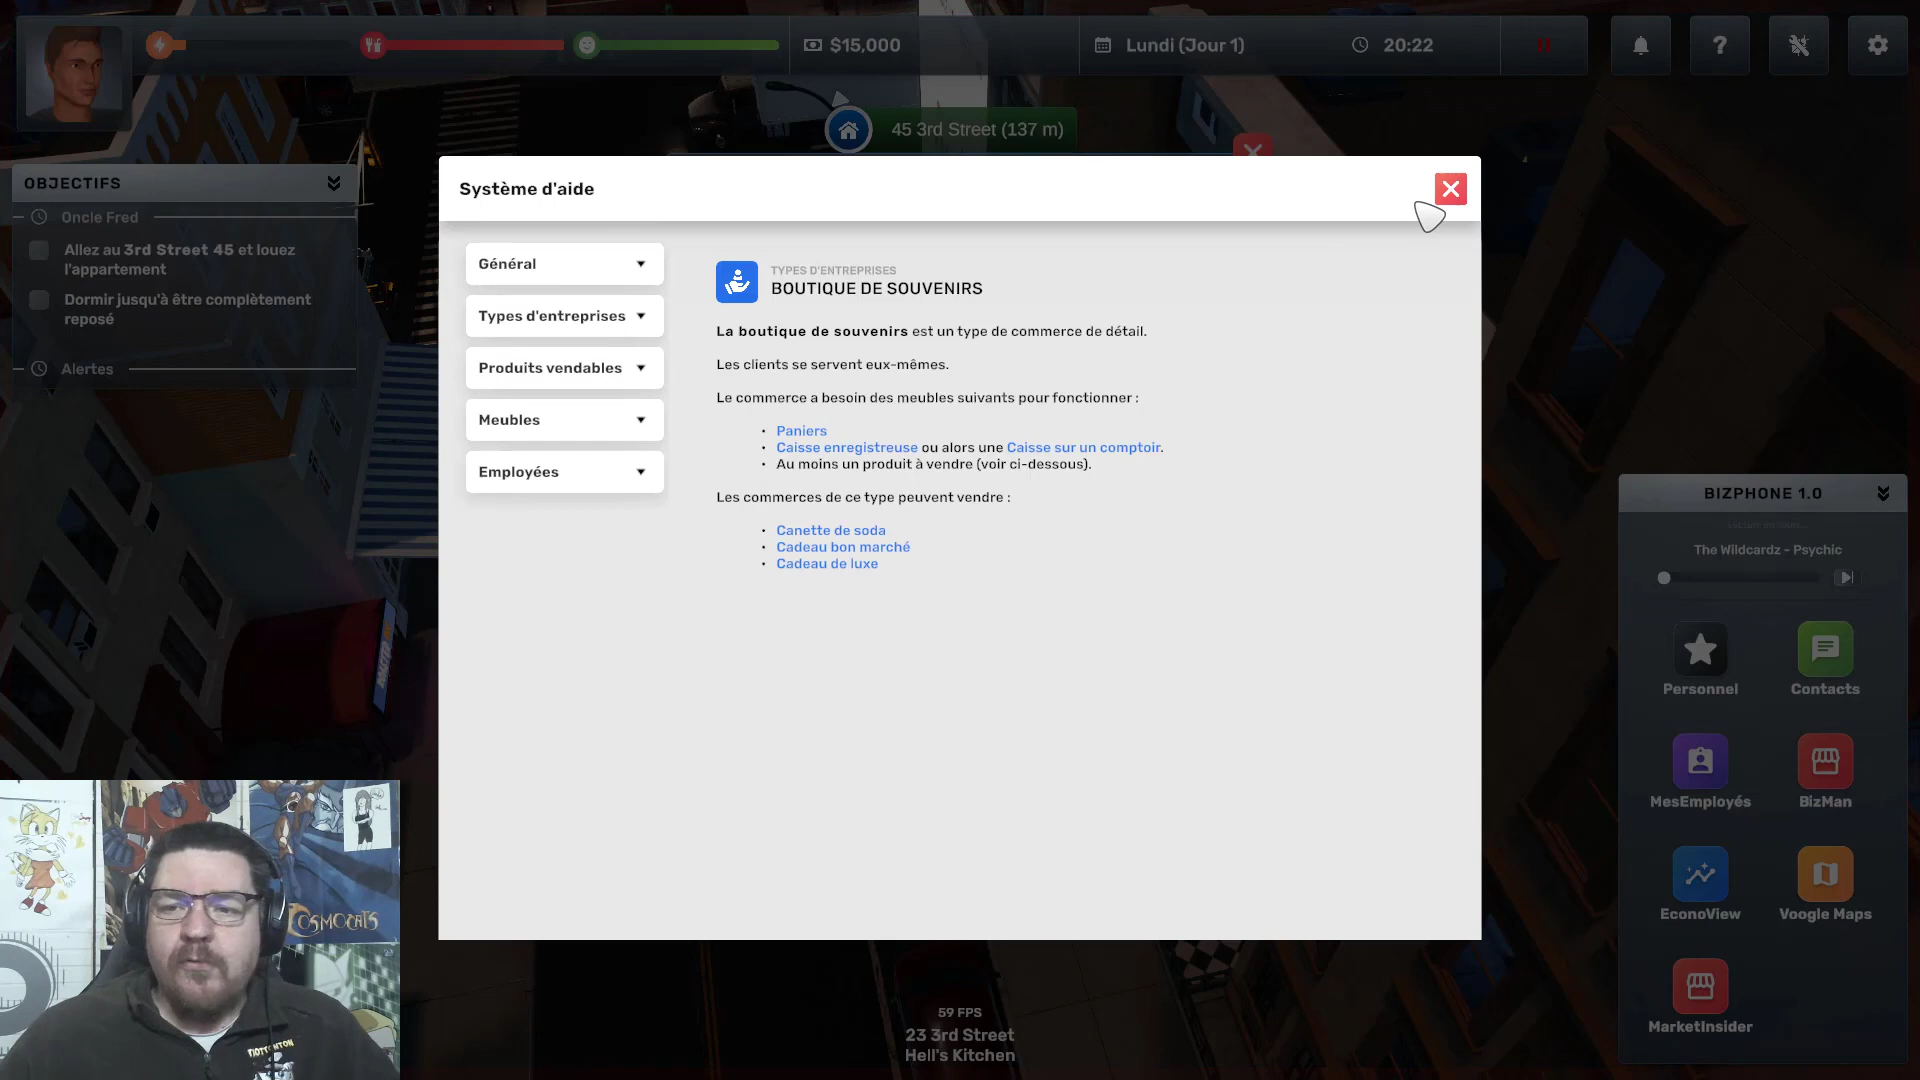 $15,000
Lundi (Jour 1)
20:22
?
45 3rd Street (137 m)
OBJECTIFS
Oncle Fred
Allez au 3rd Street 45 et louez
l'appartement
Dormir jusqu'à être complètement
reposé
Alertes
Système d'aide
Général
Types d'entreprises
Produits vendables
Meubles
Employées
TYPES D'ENTREPRISES
BOUTIQUE DE SOUVENIRS
La boutique de souvenirs est un type de commerce de détail.
Les clients se servent eux-mêmes.
Le commerce a besoin des meubles suivants pour fonctionner :
• Paniers
• Caisse enregistreuse ou alors une Caisse sur un comptoir.
• Au moins un produit à vendre (voir ci-dessous).
Les commerces de ce type peuvent vendre :
• Canette de soda
• Cadeau bon marché
• Cadeau de luxe
BIZPHONE 1.0
The Wildcardz - Psychic
Personnel
Contacts
MesEmployés
BizMan
EconoView
Voogle Maps
MarketInsider
COSMOCATS
59 FPS
23 3rd Street
Hell's Kitchen